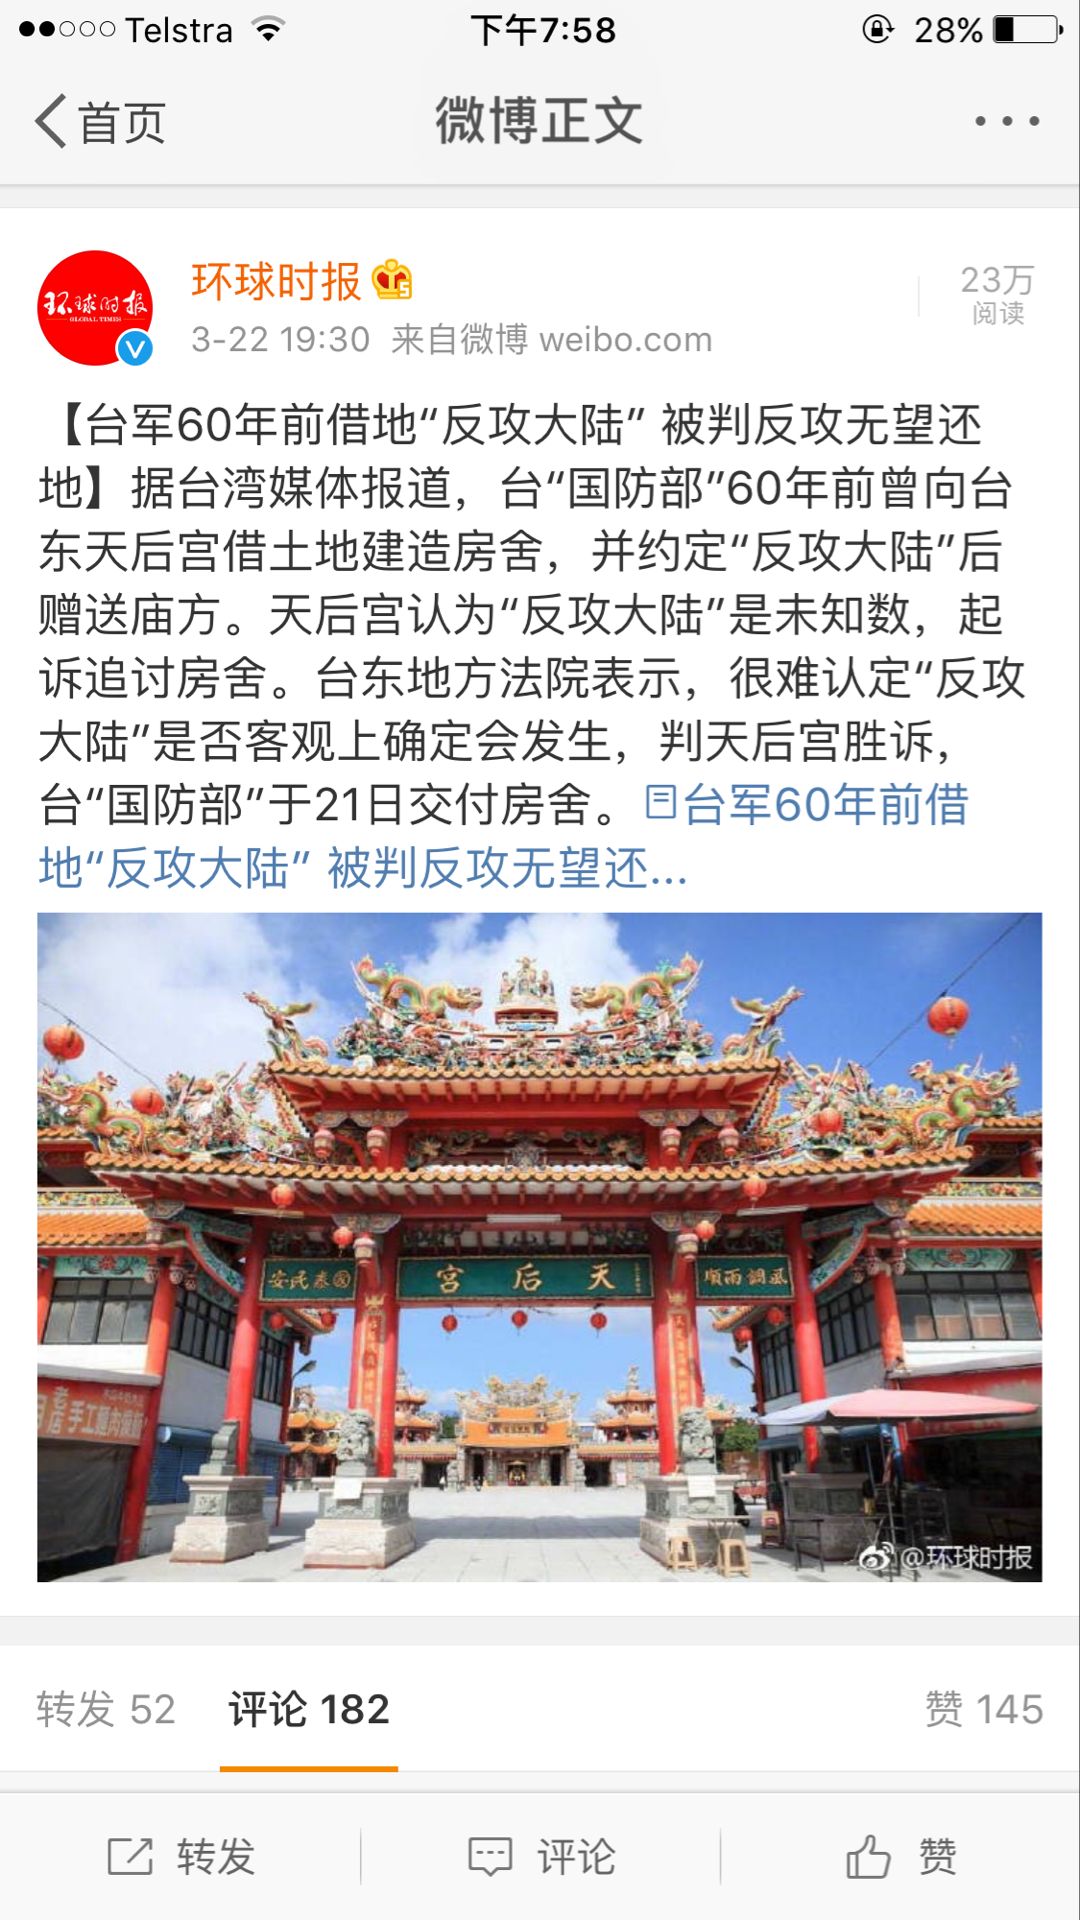 Telstra 下午7:58 28%
首页 微博正文
环球时报
GLOBAL TIMES
环球时报
23万
阅读
3-22 19:30 来自微博 weibo.com
【台军60年前借地“反攻大陆” 被判反攻无望还
地】据台湾媒体报道，台“国防部”60年前曾向台
东天后宫借土地建造房舍，并约定“反攻大陆”后
赠送庙方。天后宫认为“反攻大陆”是未知数，起
诉追讨房舍。台东地方法院表示，很难认定“反攻
大陆”是否客观上确定会发生，判天后宫胜诉，
台“国防部”于21日交付房舍。台军60年前借
地“反攻大陆” 被判反攻无望还...
安民泰國
宮后天
順雨調風
手工麵
@环球时报
转发 52 评论 182 赞 145
转发 评论 赞